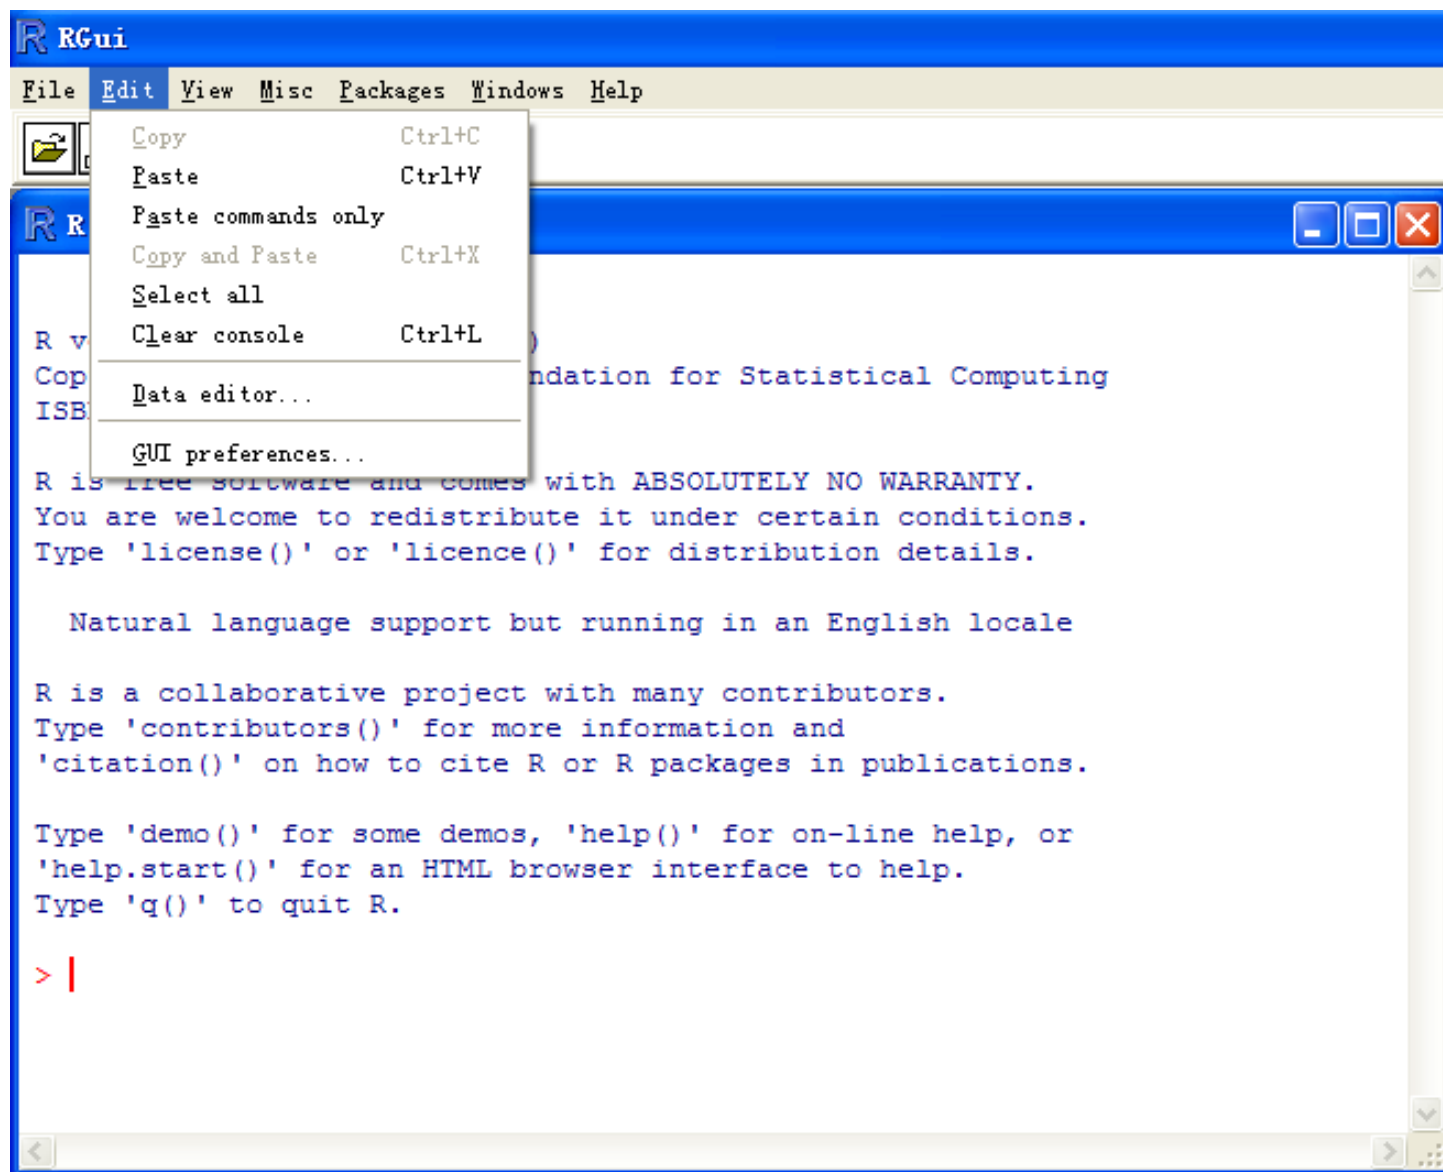 RGui
File Edit View Misc Packages Windows Help
Copy Ctrl+C
Paste Ctrl+V
Paste commands only
Copy and Paste Ctrl+X
Select all
Clear console Ctrl+L
Data editor...
GUI preferences...
R
R
Cop for Statistical Computing
R is free software and comes with ABSOLUTELY NO WARRANTY.
You are welcome to redistribute it under certain conditions.
Type 'license()' or 'licence()' for distribution details.
Natural language support but running in an English locale
R is a collaborative project with many contributors.
Type 'contributors()' for more information and
'citation()' on how to cite R or R packages in publications.
Type 'demo()' for some demos, 'help()' for on-line help, or
'help.start()' for an HTML browser interface to help.
Type 'q()' to quit R.
>